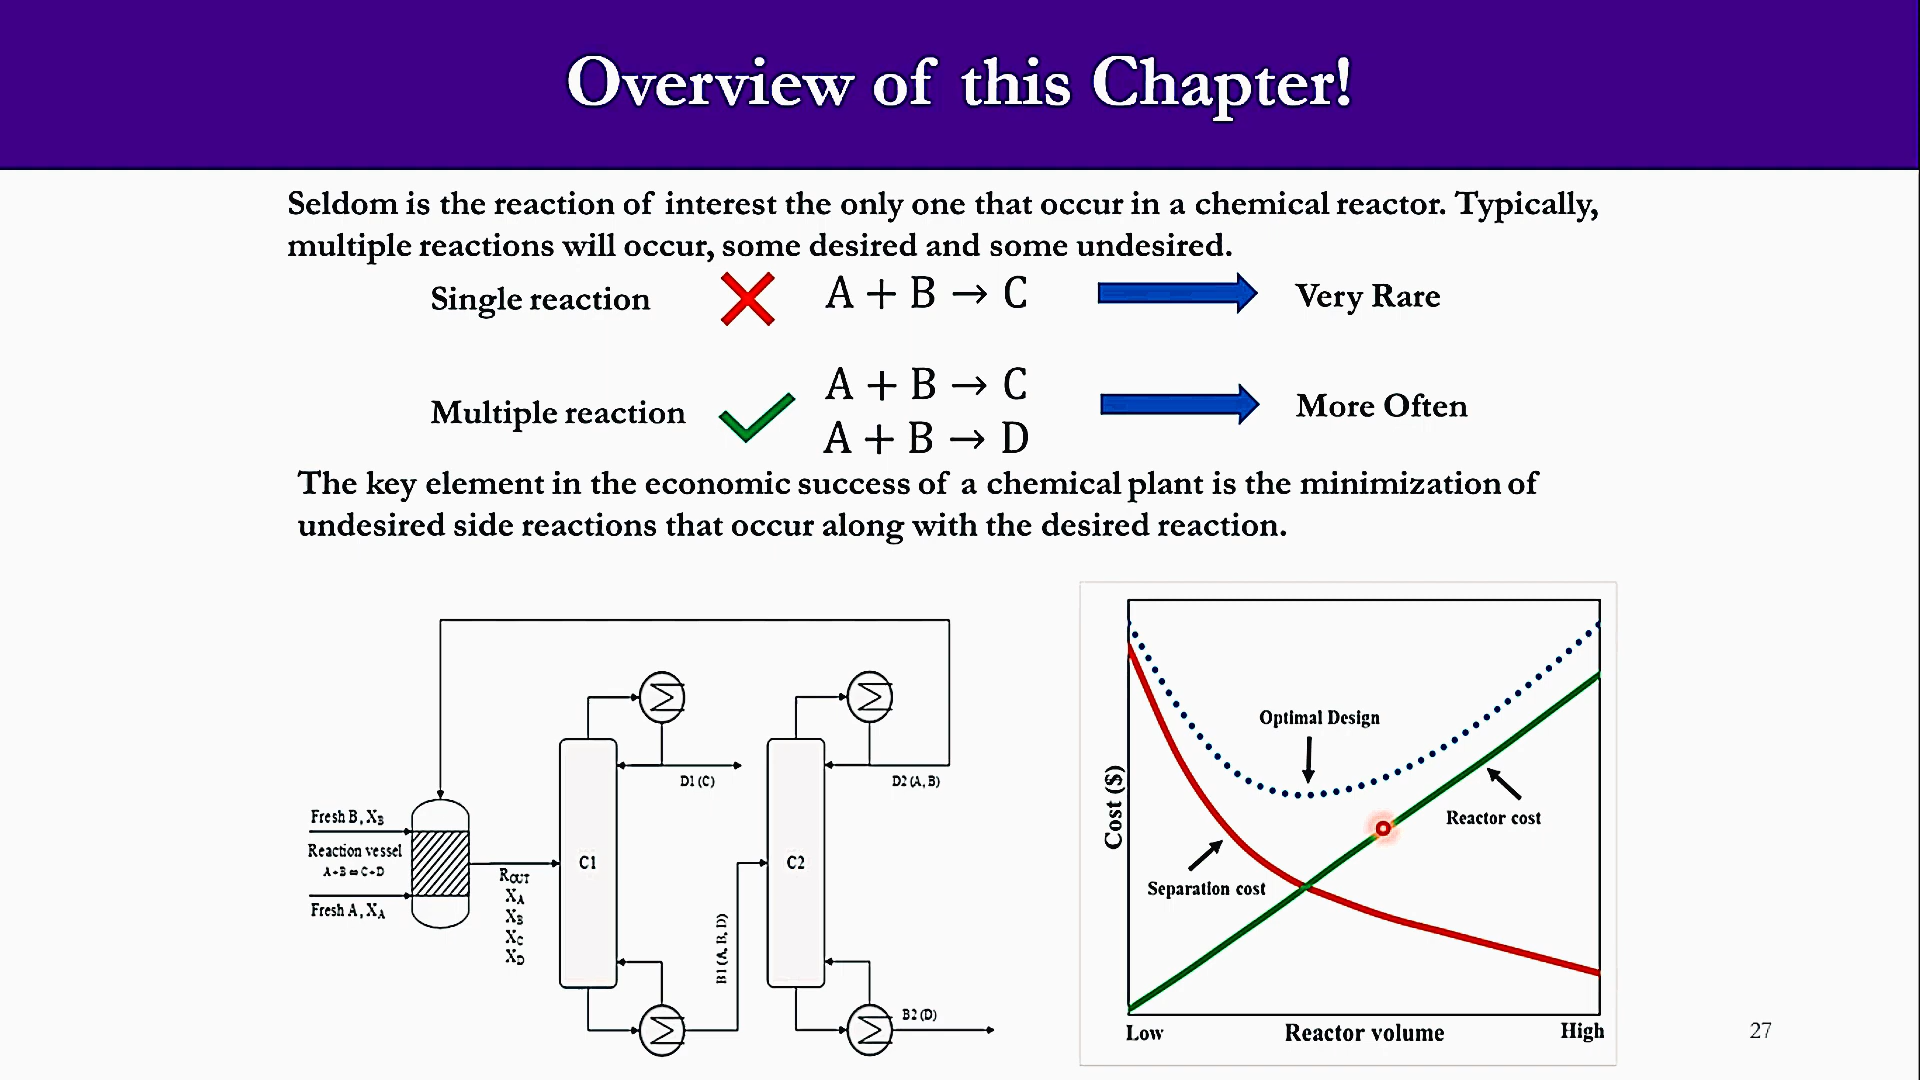 Overview of this Chapter!
Seldom is the reaction of interest the only one that occur in a chemical reactor. Typically,
multiple reactions will occur, some desired and some undesired.
Single reaction A + B → C Very Rare
Multiple reaction A + B → C More Often
A + B → D
The key element in the economic success of a chemical plant is the minimization of
undesired side reactions that occur along with the desired reaction.
Fresh B, XB
Reaction vessel
A+B⇔C+D
Fresh A, XA
ROUT
XA
XB
XC
XD
C1
D1 (C)
B1 (A, B, D)
C2
D2 (A, B)
B2 (D)
Cost ($)
Optimal Design
Reactor cost
Separation cost
Low Reactor volume High
27